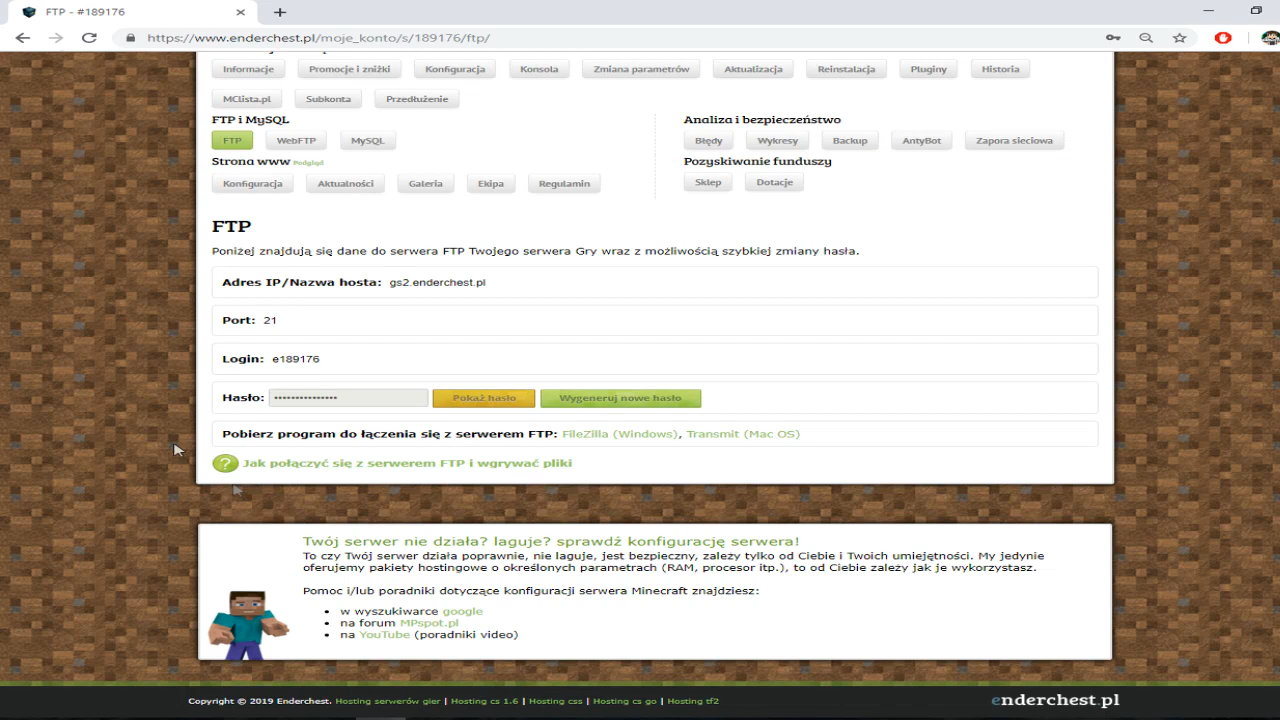 FTP - #189176
https://www.enderchest.pl/moje_konto/s/189176/ftp/
Informacje Promocje i zniżki Konfiguracja Konsola Zmiana parametrów Aktualizacja Reinstalacja Pluginy Historia
MClista.pl Subkonta Przedłużenie
FTP i MySQL
FTP WebFTP MySQL
Strona www Podgląd
Konfiguracja Aktualności Galeria Ekipa Regulamin
Analiza i bezpieczeństwo
Błędy Wykresy Backup AntyBot Zapora sieciowa
Pozyskiwanie funduszy
Sklep Dotacje
FTP
Poniżej znajdują się dane do serwera FTP Twojego serwera Gry wraz z możliwością szybkiej zmiany hasła.
Adres IP/Nazwa hosta: gs2.enderchest.pl
Port: 21
Login: e189176
Hasło: ••••••••••••••• Pokaż hasło Wygeneruj nowe hasło
Pobierz program do łączenia się z serwerem FTP: FileZilla (Windows), Transmit (Mac OS)
? Jak połączyć się z serwerem FTP i wgrywać pliki
Twój serwer nie działa? laguje? sprawdź konfigurację serwera!
To czy Twój serwer działa poprawnie, nie laguje, jest bezpieczny, zależy tylko od Ciebie i Twoich umiejętności. My jedynie
oferujemy pakiety hostingowe o określonych parametrach (RAM, procesor itp.), to od Ciebie zależy jak je wykorzystasz.
Pomoc i/lub poradniki dotyczące konfiguracji serwera Minecraft znajdziesz:
• w wyszukiwarce google
• na forum MPspot.pl
• na YouTube (poradniki video)
Copyright © 2019 Enderchest. Hosting serwerów gier | Hosting cs 1.6 | Hosting css | Hosting cs go | Hosting tf2
enderchest.pl